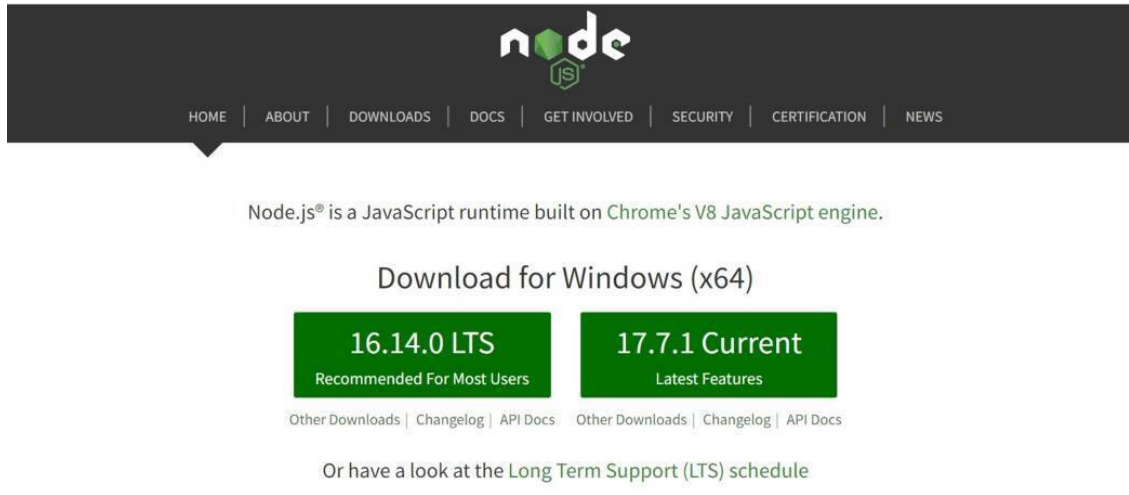 node
JS
HOME | ABOUT | DOWNLOADS | DOCS | GET INVOLVED | SECURITY | CERTIFICATION | NEWS
Node.js® is a JavaScript runtime built on Chrome's V8 JavaScript engine.
Download for Windows (x64)
16.14.0 LTS
Recommended For Most Users
17.7.1 Current
Latest Features
Other Downloads | Changelog | API Docs
Other Downloads | Changelog | API Docs
Or have a look at the Long Term Support (LTS) schedule